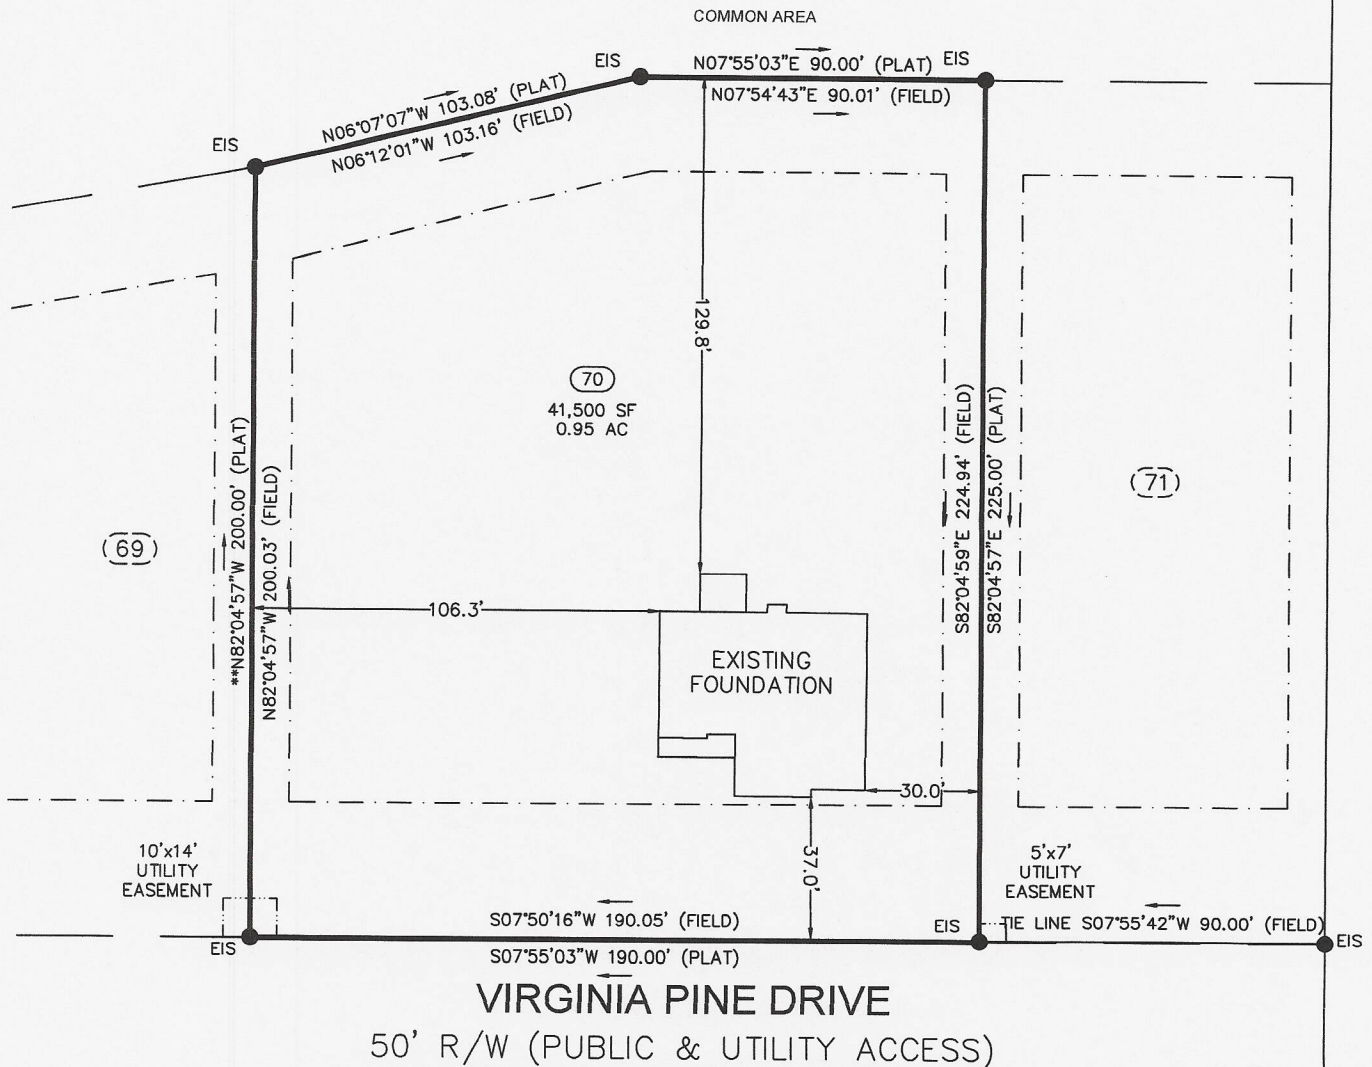 COMMON AREA
EIS
N07°55'03"E 90.00' (PLAT)
EIS
N07°54'43"E 90.01' (FIELD)
N06°07'07"W 103.08' (PLAT)
N06°12'01"W 103.16' (FIELD)
EIS
129.8'
70
41,500 SF
0.95 AC
**N82°04'57"W 200.00' (PLAT)
N82°04'57"W 200.03' (FIELD)
S82°04'59"E 224.94' (FIELD)
S82°04'57"E 225.00' (PLAT)
71
69
106.3'
EXISTING
FOUNDATION
30.0'
37.0'
10'x14'
UTILITY
EASEMENT
5'x7'
UTILITY
EASEMENT
S07°50'16"W 190.05' (FIELD)
EIS
TIE LINE S07°55'42"W 90.00' (FIELD)
EIS
EIS
S07°55'03"W 190.00' (PLAT)
VIRGINIA PINE DRIVE
50' R/W (PUBLIC & UTILITY ACCESS)